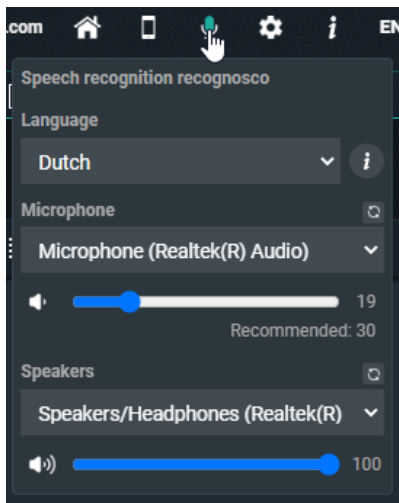 .com i EN
Speech recognition recognosco
Language
Dutch i
Microphone
Microphone (Realtek(R) Audio)
19
Recommended: 30
Speakers
Speakers/Headphones (Realtek(R)
100